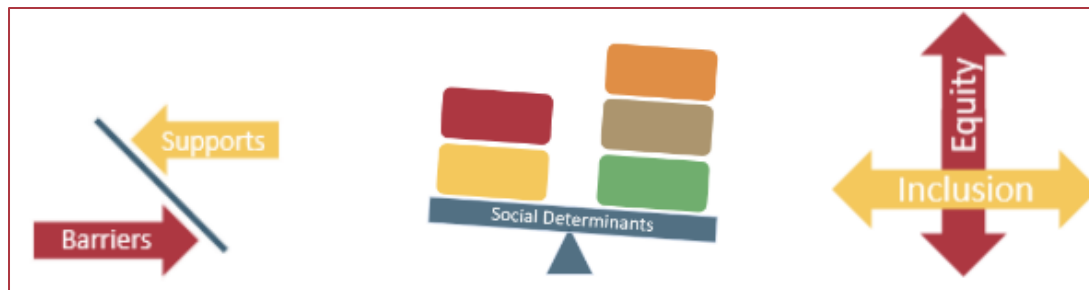 Supports
Barriers
Social Determinants
Equity
Inclusion